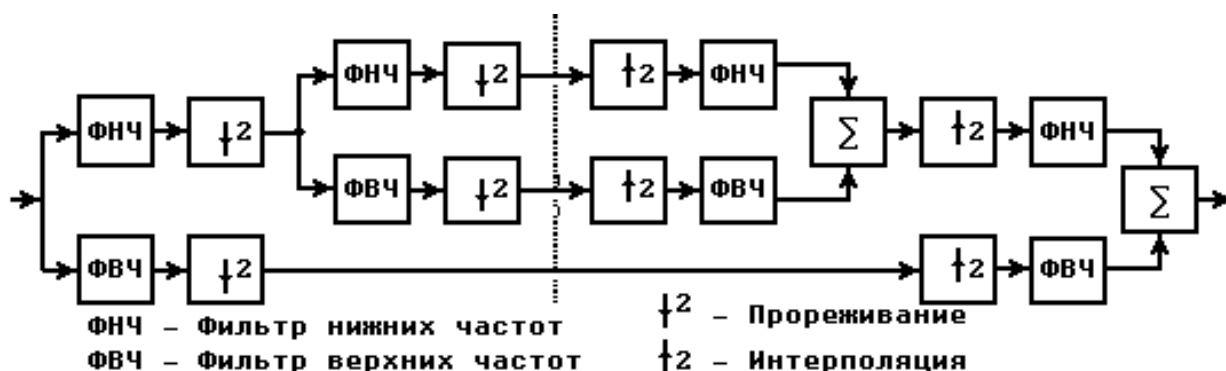 ФНЧ ↓2 ↑2 ФНЧ
ФНЧ ↓2 Σ ↑2 ФНЧ
ФВЧ ↓2 ↑2 ФВЧ
Σ
ФВЧ ↓2 ↑2 ФВЧ
ФНЧ – Фильтр нижних частот
↓2 – Прореживание
ФВЧ – Фильтр верхних частот
↑2 – Интерполяция